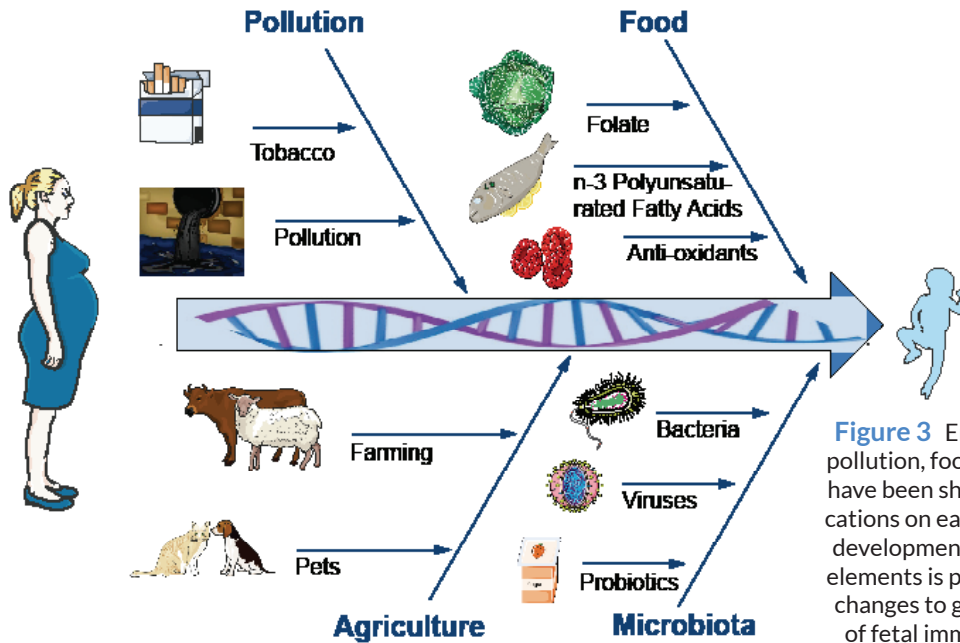 Pollution
Food
Tobacco
Pollution
Folate
n-3 Polyunsatu-
rated Fatty Acids
Anti-oxidants
Farming
Pets
Bacteria
Viruses
Probiotics
Agriculture
Microbiota
Figure 3 E
pollution, foo
have been sh
cations on ea
development
elements is p
changes to g
of fetal imm